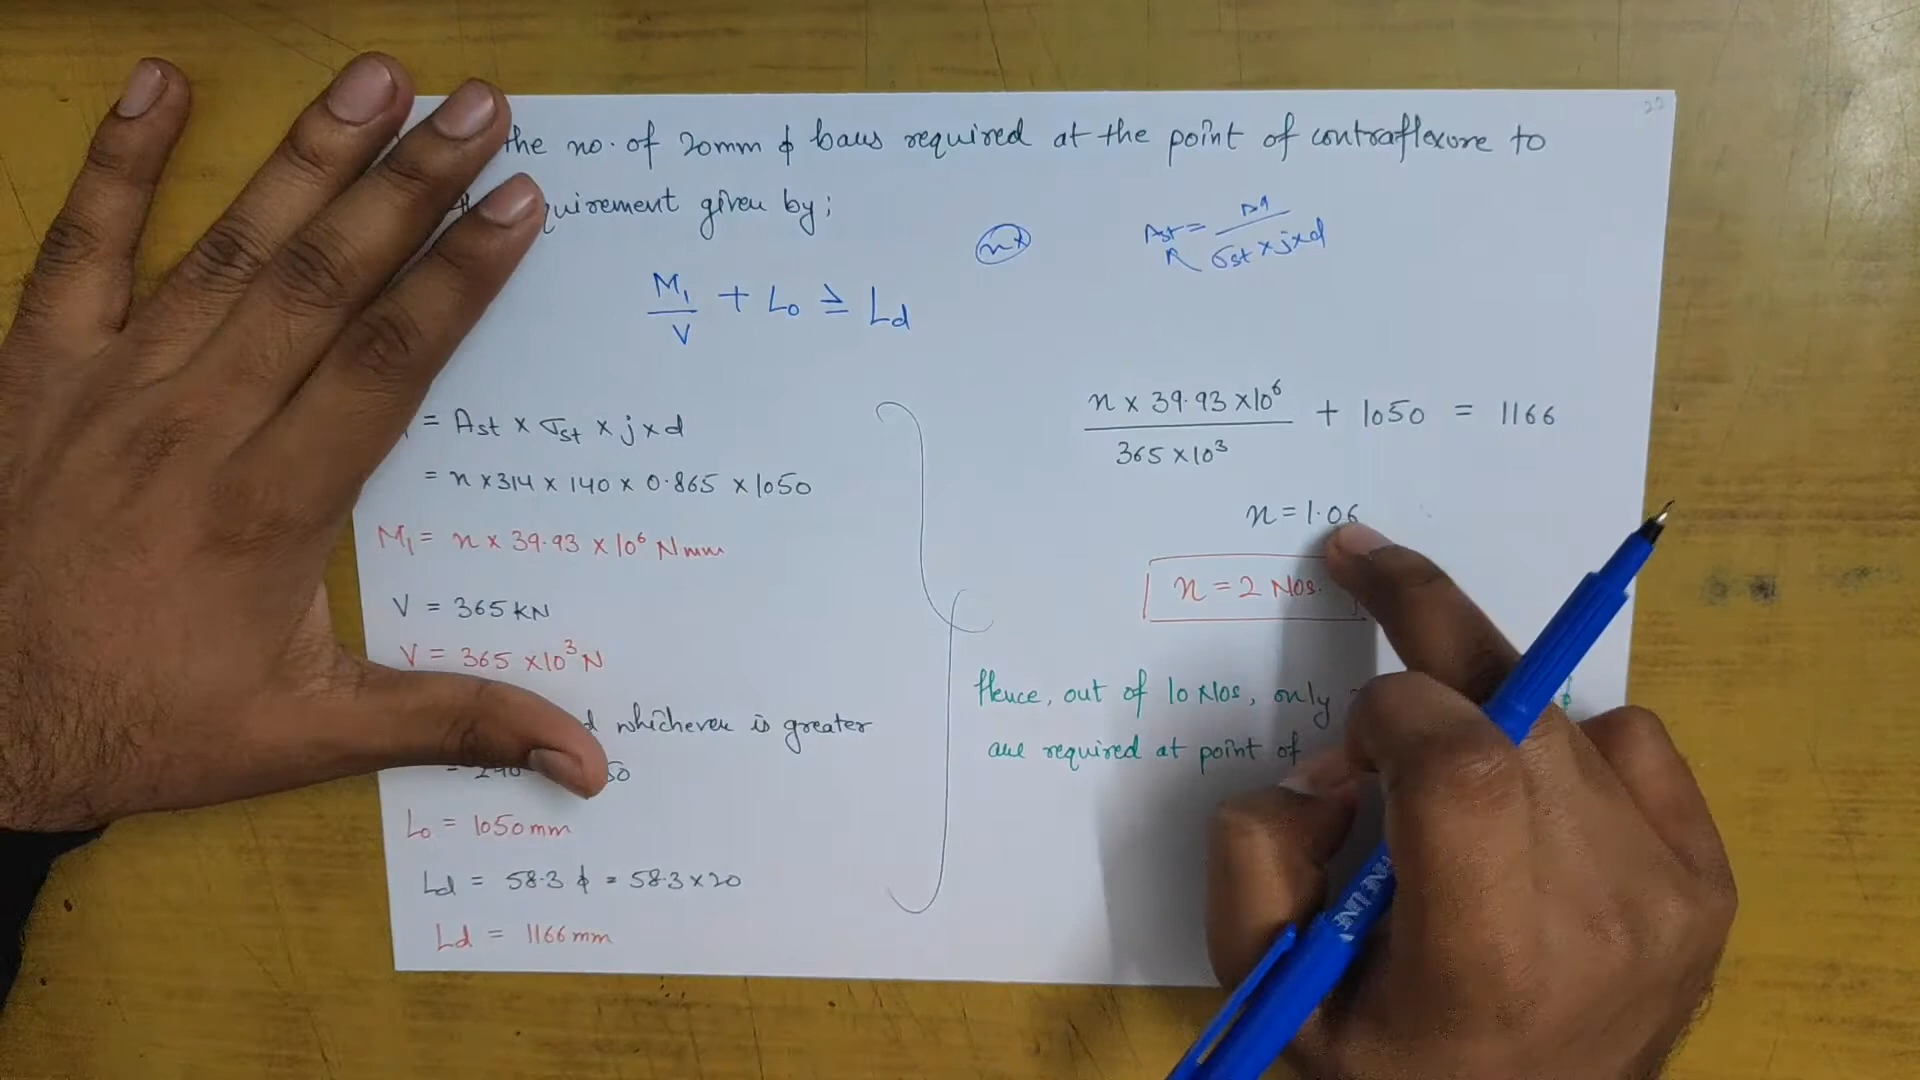 the no. of 20mm ϕ bars required at the point of contraflexure to
quirement given by;
n×
Ast =
σst × j×d
M₁
V
+ L₀ ≥ Ld
= Ast × σst × j × d
= n × 314 × 140 × 0.865 × 1050
M₁ = n × 39.93 × 10⁶ Nmm
V = 365 KN
V = 365 × 10³ N
d whichever is greater
L₀ = 1050mm
Ld = 58.3 ϕ = 58.3 × 20
Ld = 1166 mm
n × 39.93 × 10⁶
365 × 10³
+ 1050 = 1166
n = 1.06
n = 2 Nos.
Hence, out of 10 Nos, only
are required at point of
22